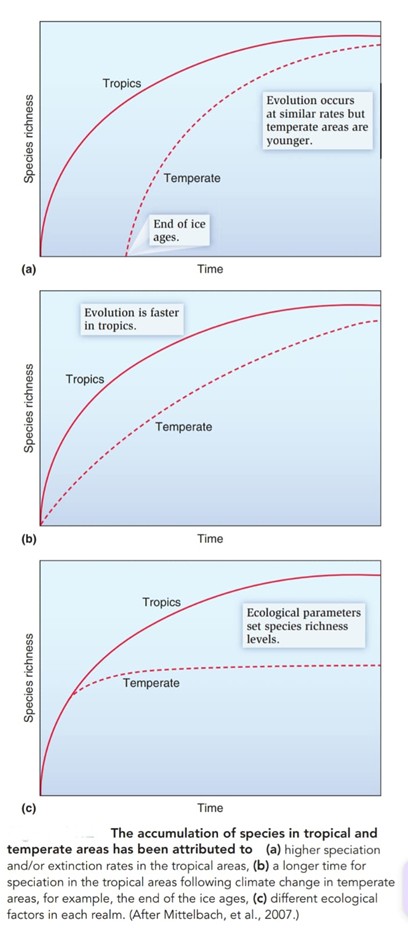 Species richness
Tropics
Evolution occurs
at similar rates but
temperate areas are
younger.
Temperate
End of ice
ages.
(a)
Time
Species richness
Evolution is faster
in tropics.
Tropics
Temperate
(b)
Time
Species richness
Tropics
Ecological parameters
set species richness
levels.
Temperate
(c)
Time
The accumulation of species in tropical and
temperate areas has been attributed to (a) higher speciation
and/or extinction rates in the tropical areas, (b) a longer time for
speciation in the tropical areas following climate change in temperate
areas, for example, the end of the ice ages, (c) different ecological
factors in each realm. (After Mittelbach, et al., 2007.)